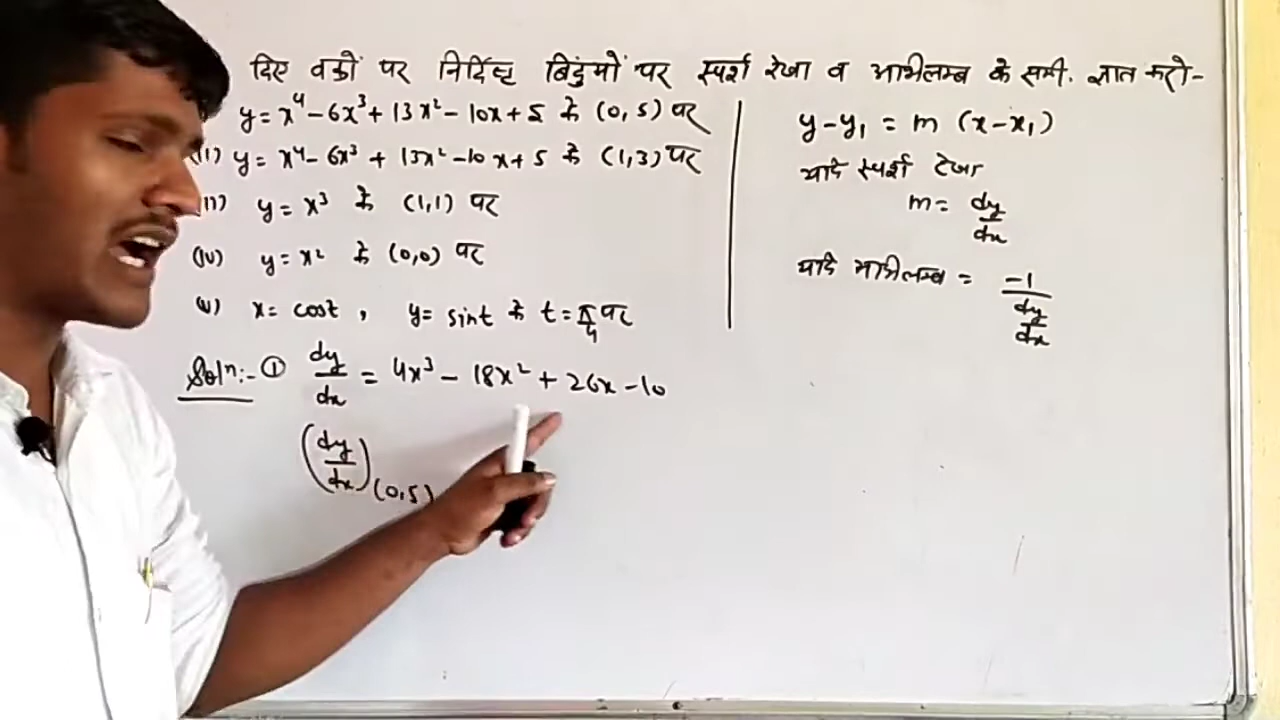 दिए वक्रों पर निर्दिष्ट बिंदुओं पर स्पर्श रेखा व अभिलम्ब के समी. ज्ञात करो-
y = x⁴ - 6x³ + 13x² - 10x + 5 के (0, 5) पर
(ii) y = x⁴ - 6x³ + 13x² - 10x + 5 के (1, 3) पर
y = x³ के (1,1) पर
(iv) y = x² के (0,0) पर
(v) x = cost, y = sint के t = π/4 पर
Solⁿ:- ① dy/dx = 4x³ - 18x² + 26x - 10
(dy/dx)(0,5)
y - y₁ = m (x - x₁)
यदि स्पर्श रेखा
m = dy/dx
यदि अभिलम्ब = -1/(dy/dx)